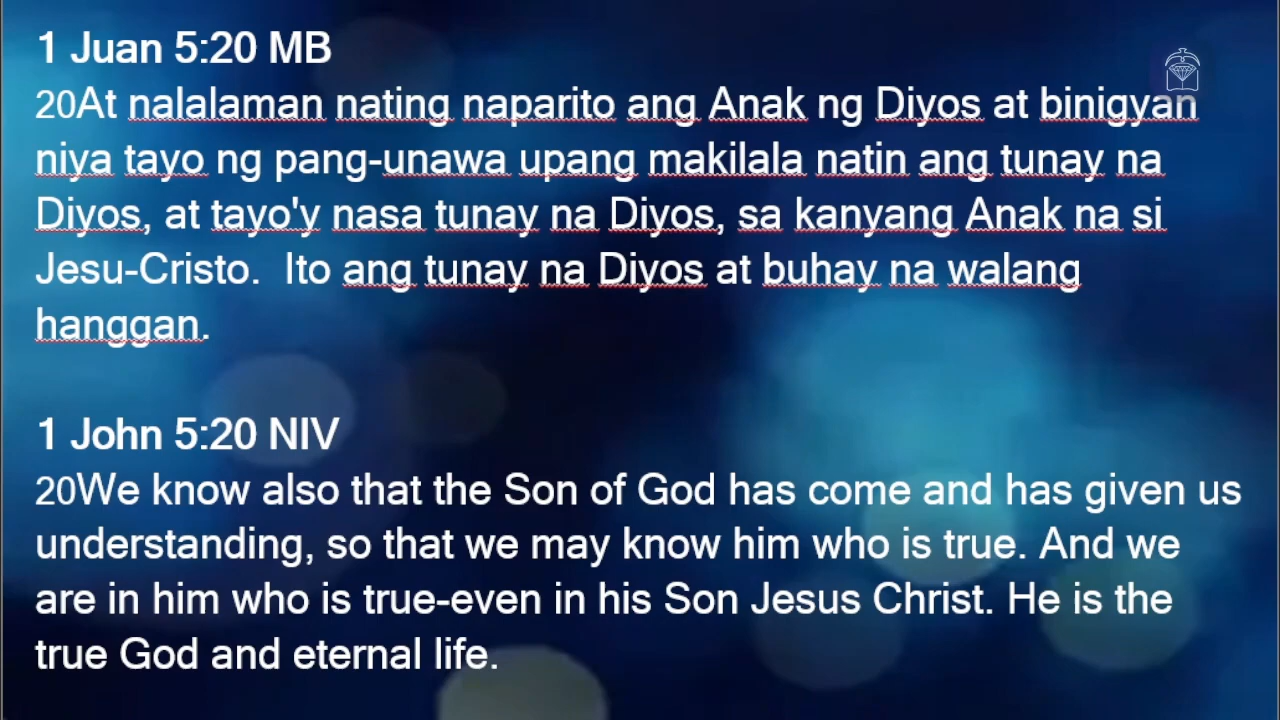 1 Juan 5:20 MB
20At nalalaman nating naparito ang Anak ng Diyos at binigyan
niya tayo ng pang-unawa upang makilala natin ang tunay na
Diyos, at tayo'y nasa tunay na Diyos, sa kanyang Anak na si
Jesu-Cristo.  Ito ang tunay na Diyos at buhay na walang
hanggan.
1 John 5:20 NIV
20We know also that the Son of God has come and has given us
understanding, so that we may know him who is true. And we
are in him who is true-even in his Son Jesus Christ. He is the
true God and eternal life.